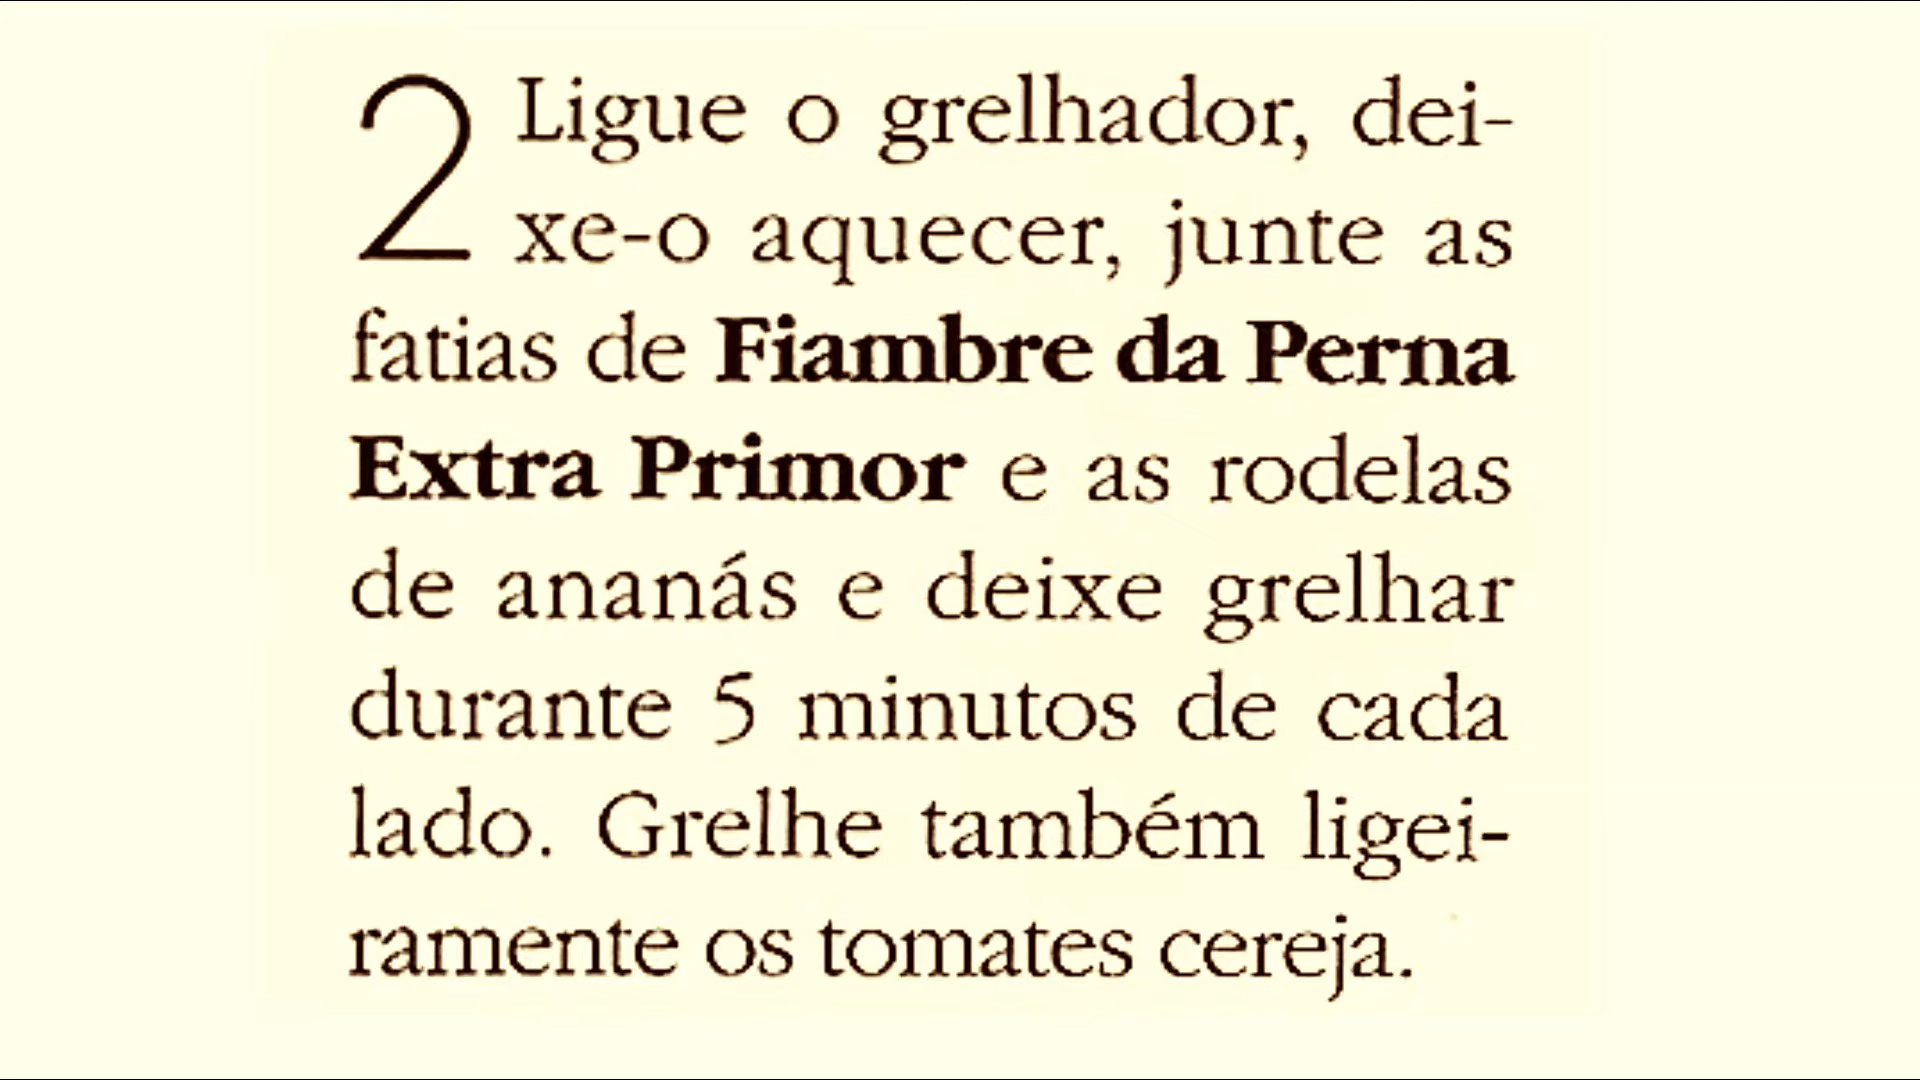 2 Ligue o grelhador, dei-
xe-o aquecer, junte as
fatias de Fiambre da Perna
Extra Primor e as rodelas
de ananás e deixe grelhar
durante 5 minutos de cada
lado. Grelhe também ligei-
ramente os tomates cereja.